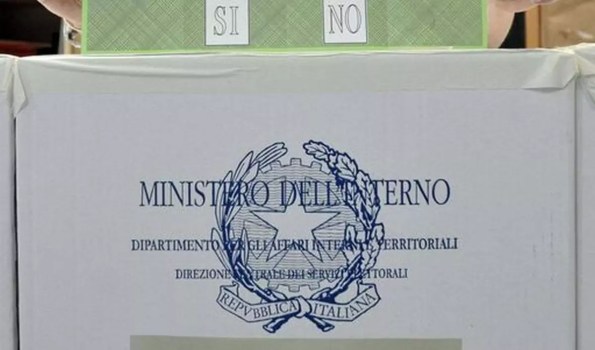 SI NO
MINISTERO DELL'INTERNO
DIPARTIMENTO PER GLI AFFARI INTERNI E TERRITORIALI
DIREZIONE CENTRALE DEI SERVIZI ELETTORALI
REPVBBLICA ITALIANA